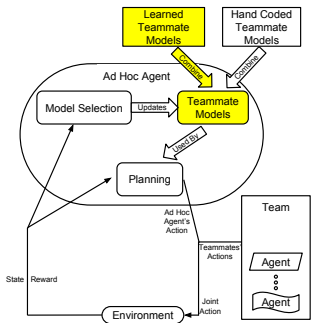 Learned
Teammate
Models
Hand Coded
Teammate
Models
Combine
Combine
Ad Hoc Agent
Model Selection
Updates
Teammate
Models
Used By
Planning
Ad Hoc
Agent's
Action
Team
Teammates'
Actions
Agent
Agent
State
Reward
Joint
Action
Environment